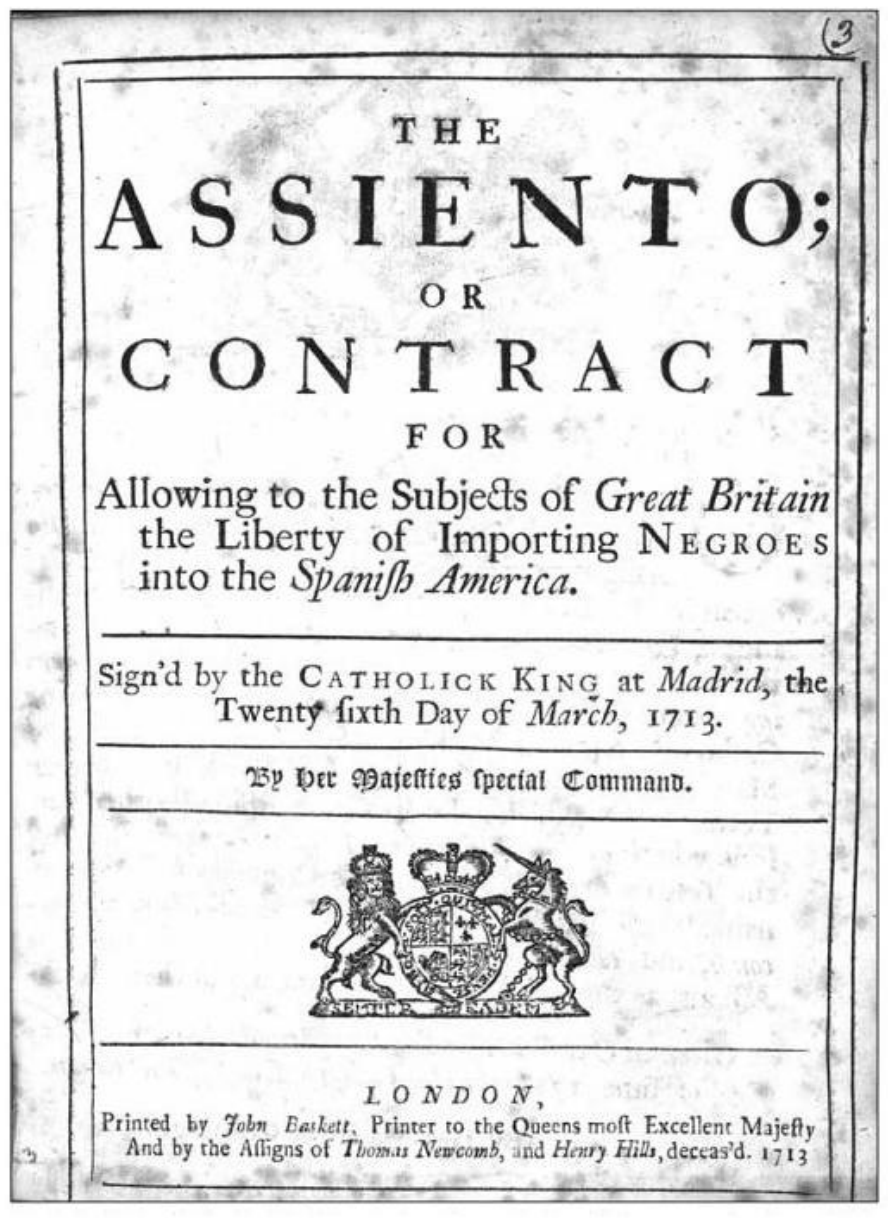 (3
THE
ASSIENTO;
OR
CONTRACT
FOR
Allowing to the Subjects of Great Britain
the Liberty of Importing NEGROES
into the Spaniſh America.
Sign'd by the CATHOLICK KING at Madrid, the
Twenty ſixth Day of March, 1713.
By Her Majeſties ſpecial Command.
SEMPER EADEM
LONDON,
Printed by John Baskett, Printer to the Queens moſt Excellent Majeſty
And by the Aſſigns of Thomas Newcomb, and Henry Hills, deceas'd. 1713